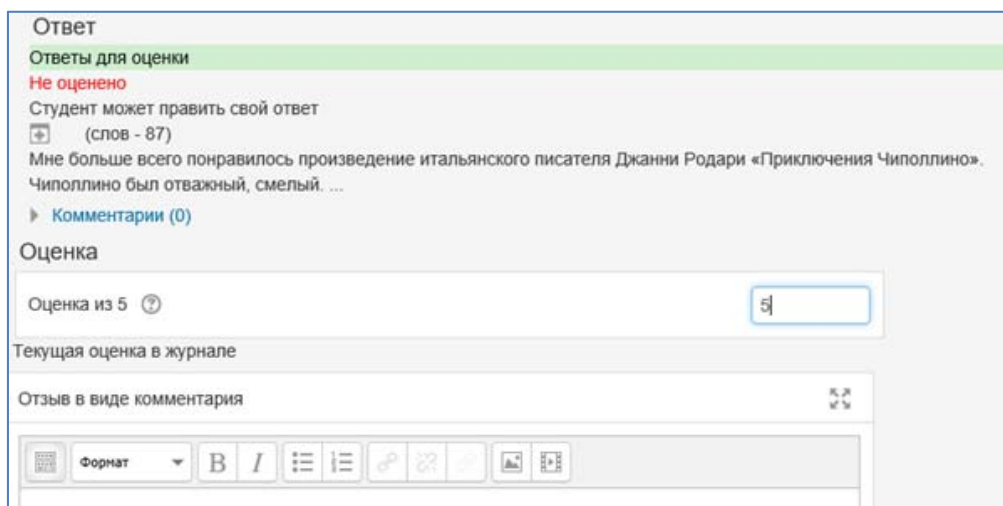 Ответ
Ответы для оценки
Не оценено
Студент может править свой ответ
(слов - 87)
Мне больше всего понравилось произведение итальянского писателя Джанни Родари «Приключения Чиполлино».
Чиполлино был отважный, смелый. ...
Комментарии (0)
Оценка
Оценка из 5 ?
5
Текущая оценка в журнале
Отзыв в виде комментария
Формат B I